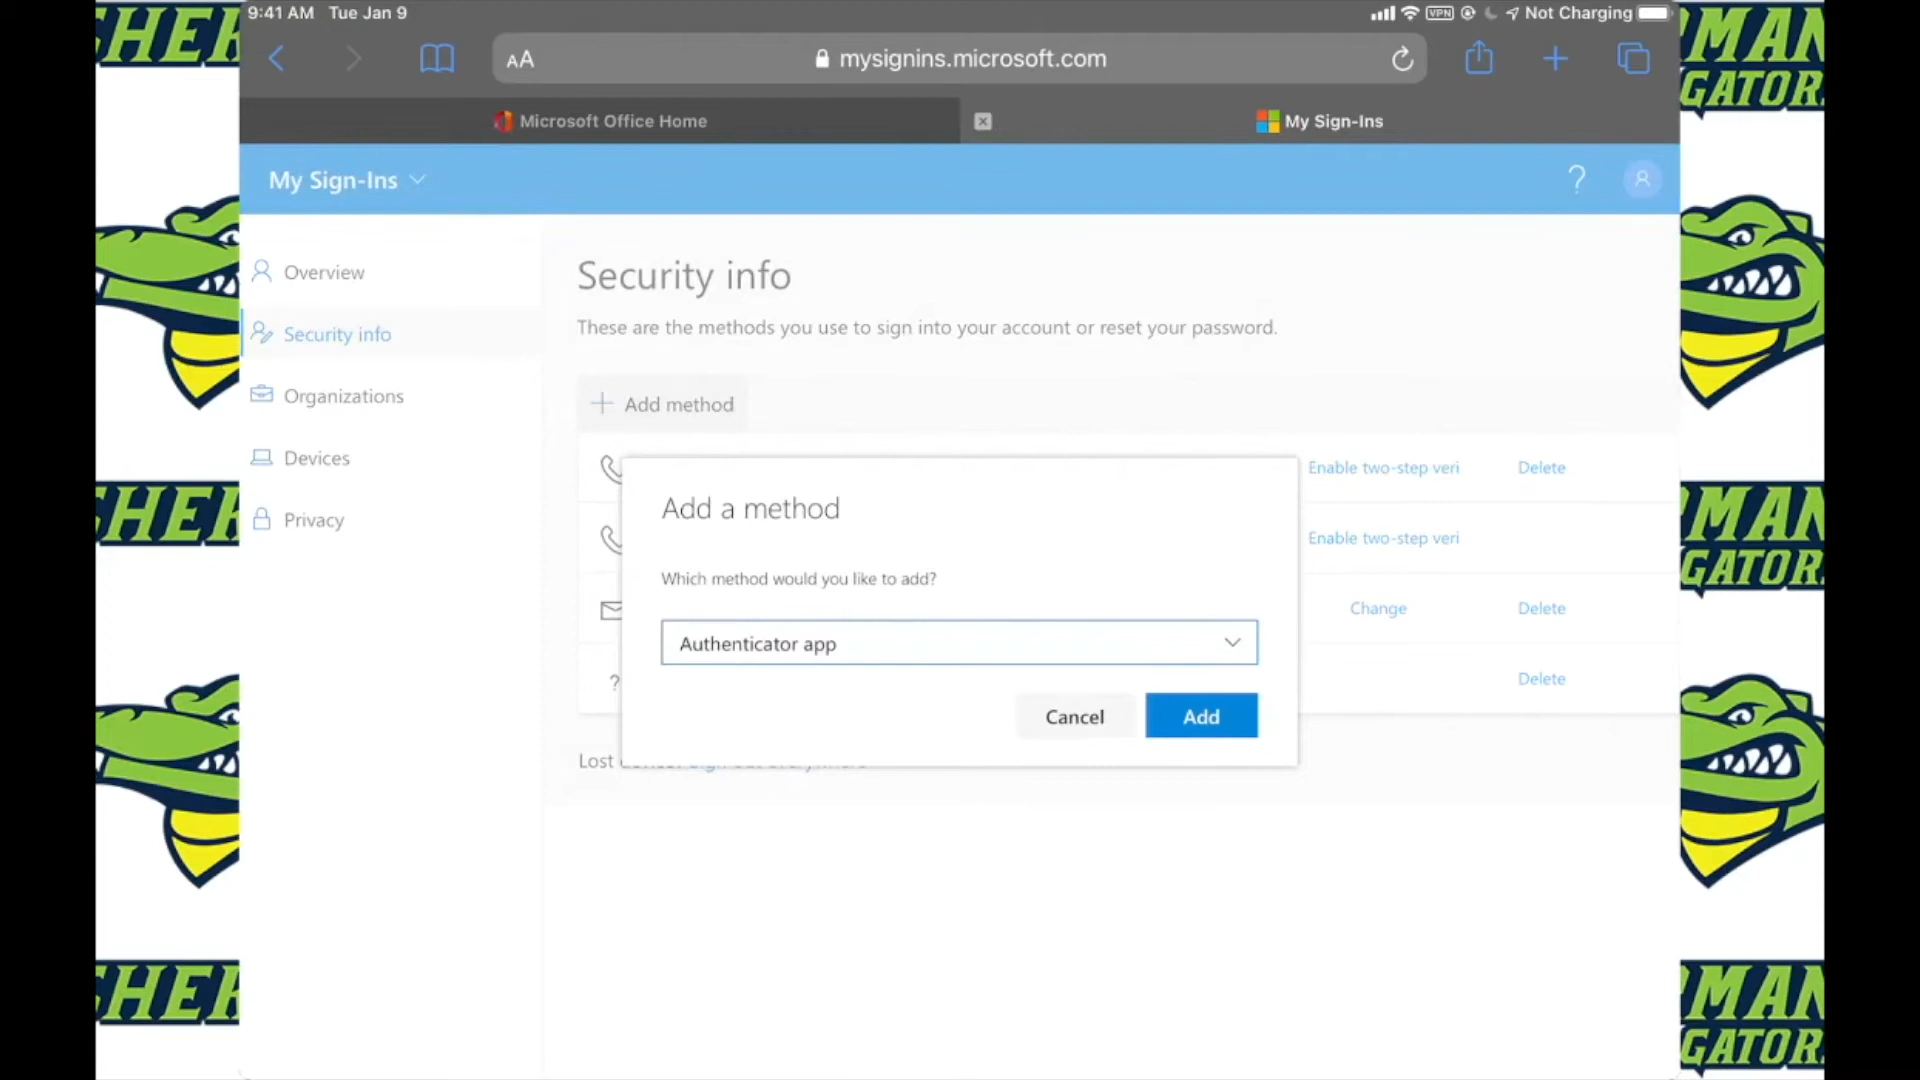 9:41 AM Tue Jan 9
VPN Not Charging
AA mysignins.microsoft.com
Microsoft Office Home
My Sign-Ins
My Sign-Ins
?
Overview
Security info
Organizations
Devices
Privacy
Security info
These are the methods you use to sign into your account or reset your password.
+ Add method
Enable two-step veri Delete
Enable two-step veri
Change Delete
? Delete
Add a method
Which method would you like to add?
Authenticator app
Cancel Add
Lost